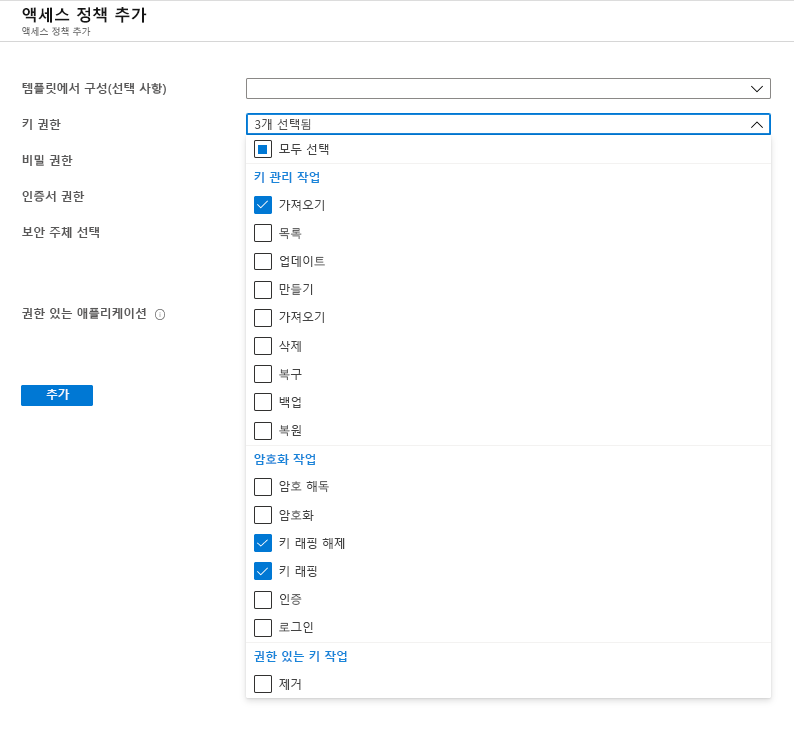 액세스 정책 추가
액세스 정책 추가
템플릿에서 구성(선택 사항)
키 권한
3개 선택됨
비밀 권한
인증서 권한
보안 주체 선택
권한 있는 애플리케이션
추가
모두 선택
키 관리 작업
가져오기
목록
업데이트
만들기
가져오기
삭제
복구
백업
복원
암호화 작업
암호 해독
암호화
키 래핑 해제
키 래핑
인증
로그인
권한 있는 키 작업
제거